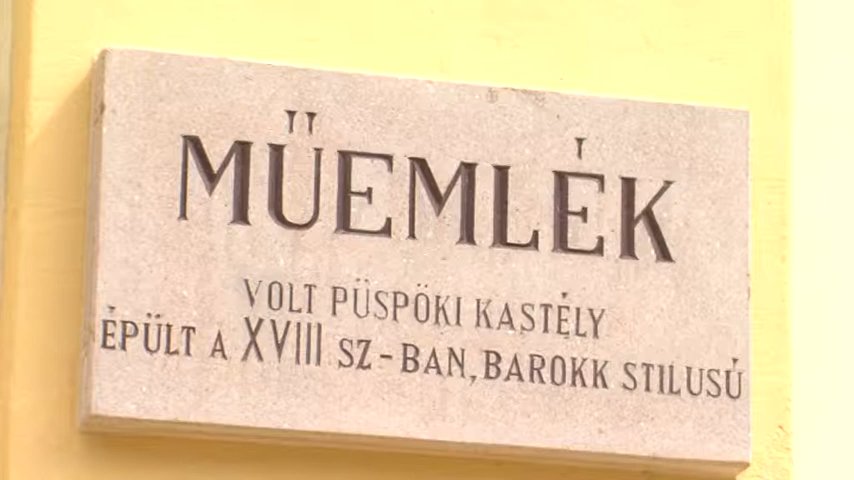 MŰEMLÉK
VOLT PÜSPÖKI KASTÉLY
ÉPÜLT A XVIII SZ-BAN, BAROKK STILUSÚ